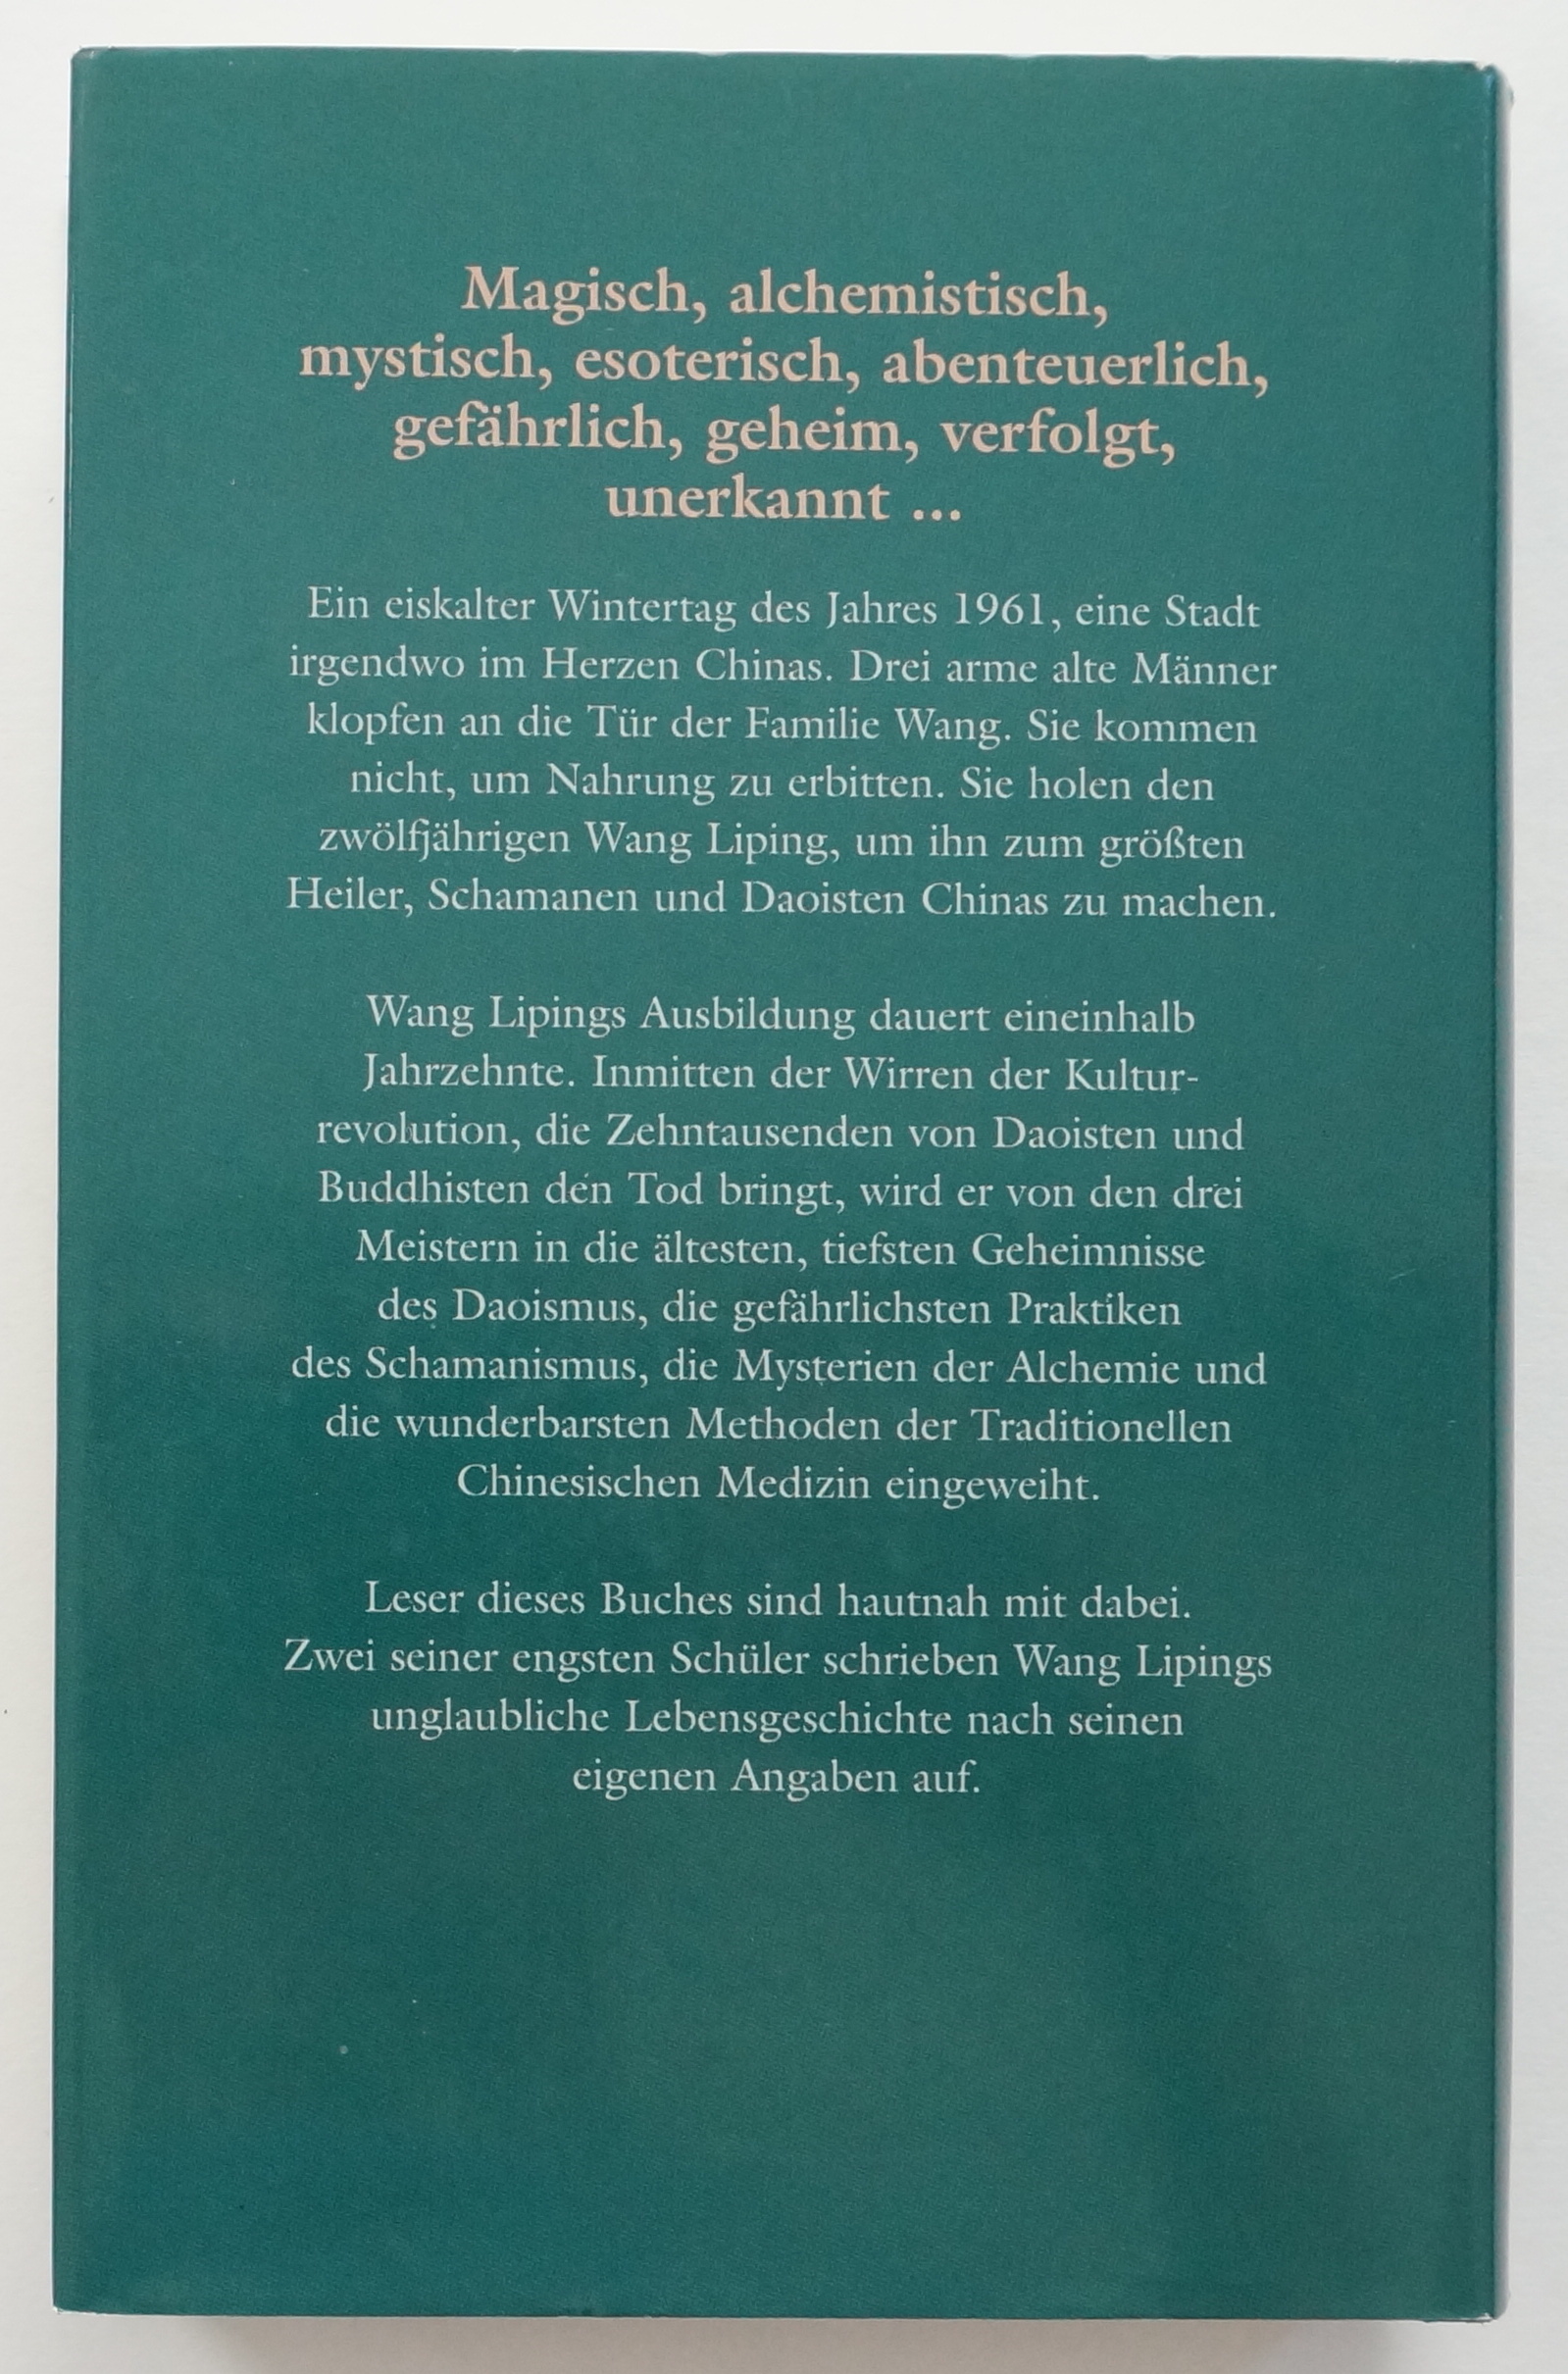 Magisch, alchemistisch,
mystisch, esoterisch, abenteuerlich,
gefährlich, geheim, verfolgt,
unerkannt ...
Ein eiskalter Wintertag des Jahres 1961, eine Stadt
irgendwo im Herzen Chinas. Drei arme alte Männer
klopfen an die Tür der Familie Wang. Sie kommen
nicht, um Nahrung zu erbitten. Sie holen den
zwölfjährigen Wang Liping, um ihn zum größten
Heiler, Schamanen und Daoisten Chinas zu machen.
Wang Lipings Ausbildung dauert eineinhalb
Jahrzehnte. Inmitten der Wirren der Kultur-
revolution, die Zehntausenden von Daoisten und
Buddhisten den Tod bringt, wird er von den drei
Meistern in die ältesten, tiefsten Geheimnisse
des Daoismus, die gefährlichsten Praktiken
des Schamanismus, die Mysterien der Alchemie und
die wunderbarsten Methoden der Traditionellen
Chinesischen Medizin eingeweiht.
Leser dieses Buches sind hautnah mit dabei.
Zwei seiner engsten Schüler schrieben Wang Lipings
unglaubliche Lebensgeschichte nach seinen
eigenen Angaben auf.